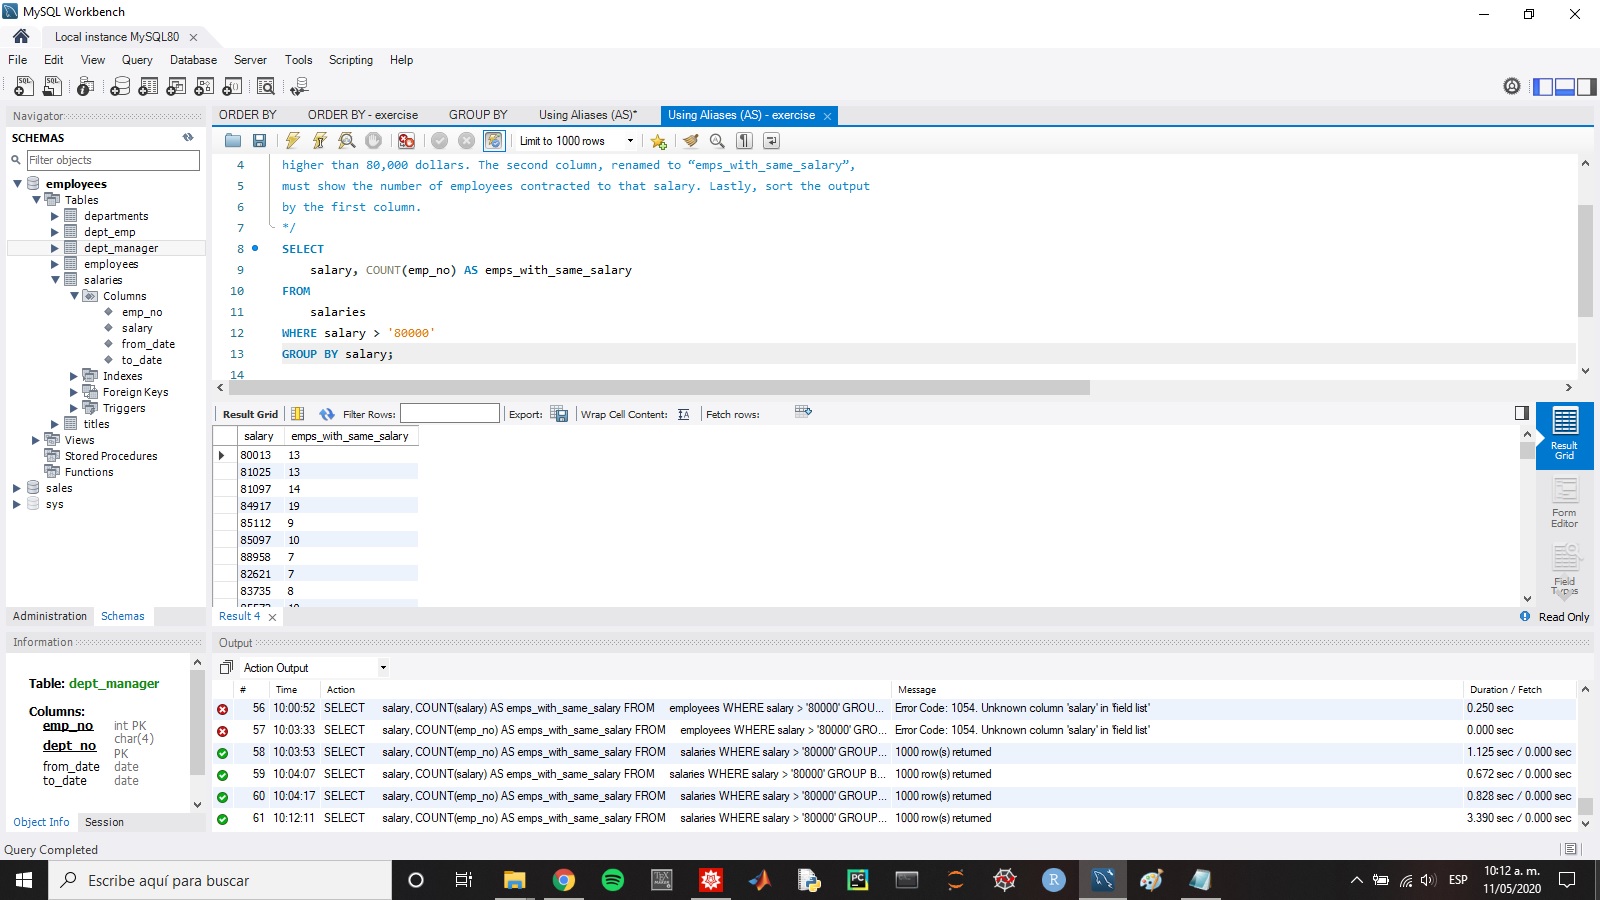 MySQL Workbench
Local instance MySQL80
File Edit View Query Database Server Tools Scripting Help
Navigator
SCHEMAS
Filter objects
employees
Tables
departments
dept_emp
dept_manager
employees
salaries
Columns
emp_no
salary
from_date
to_date
Indexes
Foreign Keys
Triggers
titles
Views
Stored Procedures
Functions
sales
sys
Administration Schemas
Information
Table: dept_manager
Columns:
emp_no int PK
dept_no char(4)
PK
from_date date
to_date date
Object Info Session
ORDER BY ORDER BY - exercise GROUP BY Using Aliases (AS)* Using Aliases (AS) - exercise
Limit to 1000 rows
4 higher than 80,000 dollars. The second column, renamed to “emps_with_same_salary”,
5 must show the number of employees contracted to that salary. Lastly, sort the output
6 by the first column.
7 */
8 SELECT
9 salary, COUNT(emp_no) AS emps_with_same_salary
10 FROM
11 salaries
12 WHERE salary > '80000'
13 GROUP BY salary;
14
Result Grid Filter Rows: Export: Wrap Cell Content: Fetch rows:
salary emps_with_same_salary
80013 13
81025 13
81097 14
84917 19
85112 9
85097 10
88958 7
82621 7
83735 8
Result Grid
Form Editor
Field Types
Result 4
Read Only
Output
Action Output
# Time Action Message Duration / Fetch
56 10:00:52 SELECT salary, COUNT(salary) AS emps_with_same_salary FROM employees WHERE salary > '80000' GROU... Error Code: 1054. Unknown column 'salary' in 'field list' 0.250 sec
57 10:03:33 SELECT salary, COUNT(emp_no) AS emps_with_same_salary FROM employees WHERE salary > '80000' GRO... Error Code: 1054. Unknown column 'salary' in 'field list' 0.000 sec
58 10:03:53 SELECT salary, COUNT(emp_no) AS emps_with_same_salary FROM salaries WHERE salary > '80000' GROUP... 1000 row(s) returned 1.125 sec / 0.000 sec
59 10:04:07 SELECT salary, COUNT(salary) AS emps_with_same_salary FROM salaries WHERE salary > '80000' GROUP B... 1000 row(s) returned 0.672 sec / 0.000 sec
60 10:04:17 SELECT salary, COUNT(emp_no) AS emps_with_same_salary FROM salaries WHERE salary > '80000' GROUP... 1000 row(s) returned 0.828 sec / 0.000 sec
61 10:12:11 SELECT salary, COUNT(emp_no) AS emps_with_same_salary FROM salaries WHERE salary > '80000' GROUP... 1000 row(s) returned 3.390 sec / 0.000 sec
Query Completed
Escribe aquí para buscar
ESP
10:12 a. m.
11/05/2020